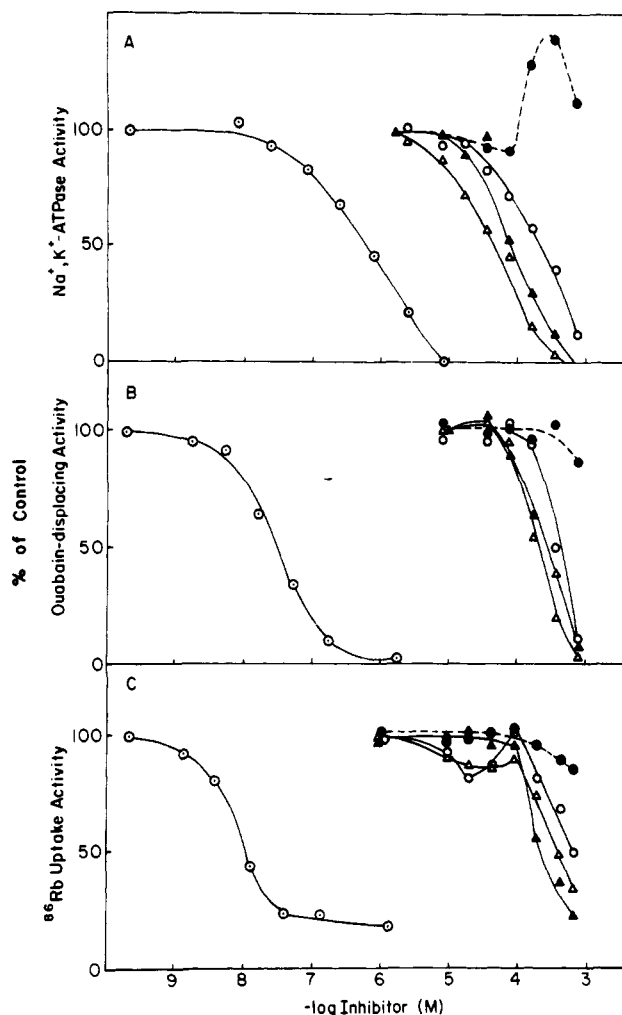 A
Na+,K+-ATPase Activity
100
50
0
B
% of Control
Ouabain-displacing Activity
100
50
0
C
86Rb Uptake Activity
100
50
0
9 8 7 6 5 4 3
-log Inhibitor (M)